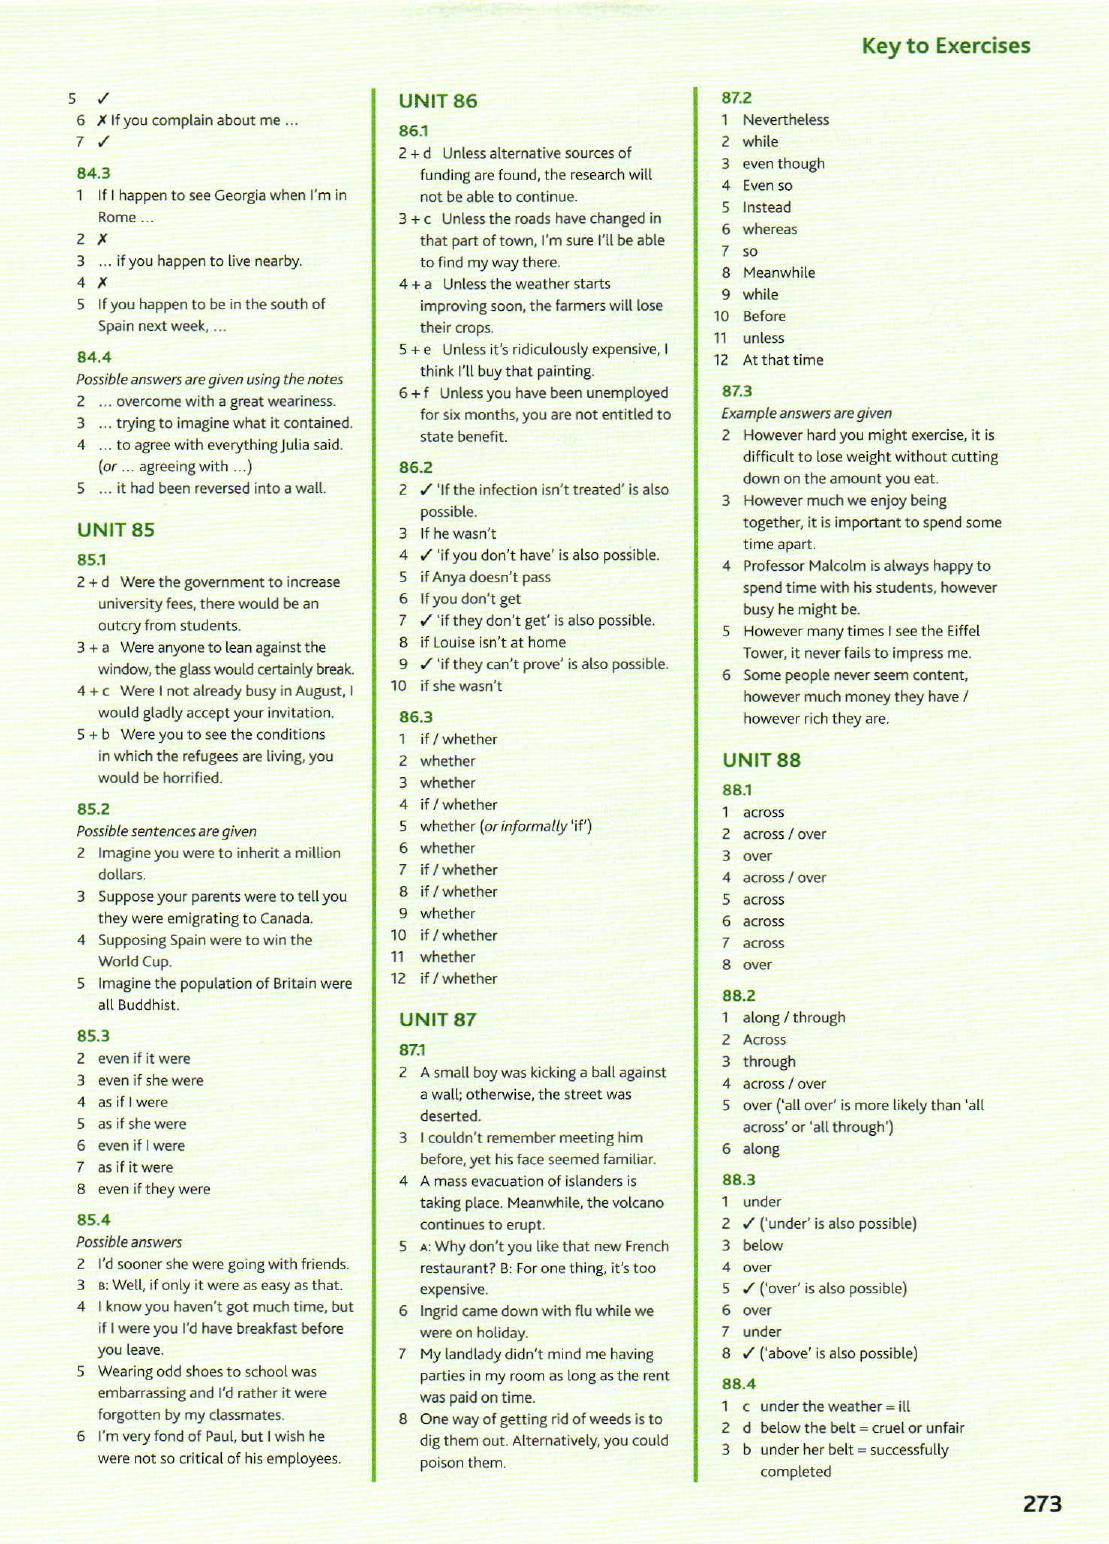 Key to Exercises
5 ✓
6 ✗ If you complain about me ...
7 ✓
84.3
1 If I happen to see Georgia when I'm in
Rome ...
2 ✗
3 ... if you happen to live nearby.
4 ✗
5 If you happen to be in the south of
Spain next week, ...
84.4
Possible answers are given using the notes
2 ... overcome with a great weariness.
3 ... trying to imagine what it contained.
4 ... to agree with everything Julia said.
(or ... agreeing with ...)
5 ... it had been reversed into a wall.
UNIT 85
85.1
2 + d Were the government to increase
university fees, there would be an
outcry from students.
3 + a Were anyone to lean against the
window, the glass would certainly break.
4 + c Were I not already busy in August, I
would gladly accept your invitation.
5 + b Were you to see the conditions
in which the refugees are living, you
would be horrified.
85.2
Possible sentences are given
2 Imagine you were to inherit a million
dollars.
3 Suppose your parents were to tell you
they were emigrating to Canada.
4 Supposing Spain were to win the
World Cup.
5 Imagine the population of Britain were
all Buddhist.
85.3
2 even if it were
3 even if she were
4 as if I were
5 as if she were
6 even if I were
7 as if it were
8 even if they were
85.4
Possible answers
2 I'd sooner she were going with friends.
3 B: Well, if only it were as easy as that.
4 I know you haven't got much time, but
if I were you I'd have breakfast before
you leave.
5 Wearing odd shoes to school was
embarrassing and I'd rather it were
forgotten by my classmates.
6 I'm very fond of Paul, but I wish he
were not so critical of his employees.
UNIT 86
86.1
2 + d Unless alternative sources of
funding are found, the research will
not be able to continue.
3 + c Unless the roads have changed in
that part of town, I'm sure I'll be able
to find my way there.
4 + a Unless the weather starts
improving soon, the farmers will lose
their crops.
5 + e Unless it's ridiculously expensive, I
think I'll buy that painting.
6 + f Unless you have been unemployed
for six months, you are not entitled to
state benefit.
86.2
2 ✓ 'If the infection isn't treated' is also
possible.
3 If he wasn't
4 ✓ 'if you don't have' is also possible.
5 if Anya doesn't pass
6 If you don't get
7 ✓ 'if they don't get' is also possible.
8 if Louise isn't at home
9 ✓ 'if they can't prove' is also possible.
10 if she wasn't
86.3
1 if / whether
2 whether
3 whether
4 if / whether
5 whether (or informally 'if')
6 whether
7 if / whether
8 if / whether
9 whether
10 if / whether
11 whether
12 if / whether
UNIT 87
87.1
2 A small boy was kicking a ball against
a wall; otherwise, the street was
deserted.
3 I couldn't remember meeting him
before, yet his face seemed familiar.
4 A mass evacuation of islanders is
taking place. Meanwhile, the volcano
continues to erupt.
5 A: Why don't you like that new French
restaurant? B: For one thing, it's too
expensive.
6 Ingrid came down with flu while we
were on holiday.
7 My landlady didn't mind me having
parties in my room as long as the rent
was paid on time.
8 One way of getting rid of weeds is to
dig them out. Alternatively, you could
poison them.
87.2
1 Nevertheless
2 while
3 even though
4 Even so
5 Instead
6 whereas
7 so
8 Meanwhile
9 while
10 Before
11 unless
12 At that time
87.3
Example answers are given
2 However hard you might exercise, it is
difficult to lose weight without cutting
down on the amount you eat.
3 However much we enjoy being
together, it is important to spend some
time apart.
4 Professor Malcolm is always happy to
spend time with his students, however
busy he might be.
5 However many times I see the Eiffel
Tower, it never fails to impress me.
6 Some people never seem content,
however much money they have /
however rich they are.
UNIT 88
88.1
1 across
2 across / over
3 over
4 across / over
5 across
6 across
7 across
8 over
88.2
1 along / through
2 Across
3 through
4 across / over
5 over ('all over' is more likely than 'all
across' or 'all through')
6 along
88.3
1 under
2 ✓ ('under' is also possible)
3 below
4 over
5 ✓ ('over' is also possible)
6 over
7 under
8 ✓ ('above' is also possible)
88.4
1 c under the weather = ill
2 d below the belt = cruel or unfair
3 b under her belt = successfully
completed
273